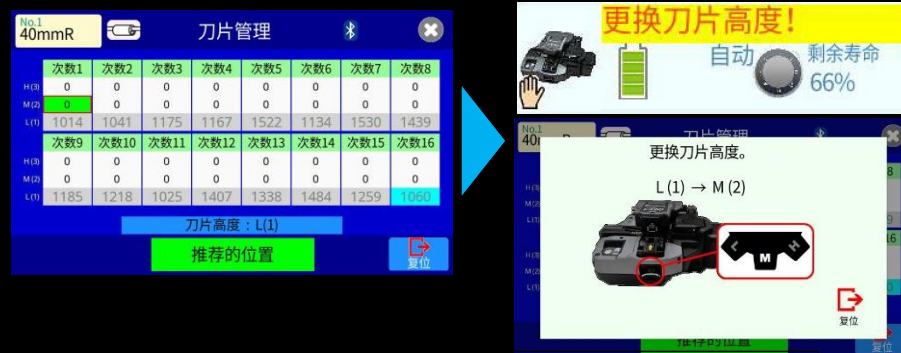 No.1
40mmR
刀片管理
次数1 次数2 次数3 次数4 次数5 次数6 次数7 次数8
H(3) 0 0 0 0 0 0 0 0
M(2) 0 0 0 0 0 0 0 0
L(1) 1014 1041 1175 1167 1522 1134 1530 1439
次数9 次数10 次数11 次数12 次数13 次数14 次数15 次数16
H(3) 0 0 0 0 0 0 0 0
M(2) 0 0 0 0 0 0 0 0
L(1) 1185 1218 1025 1407 1338 1484 1259 1060
刀片高度：L(1)
推荐的位置
复位
更换刀片高度！
自动
剩余寿命
66%
No.1
刀片管理
更换刀片高度。
L (1) → M (2)
L M H
复位
推荐的位置
复位